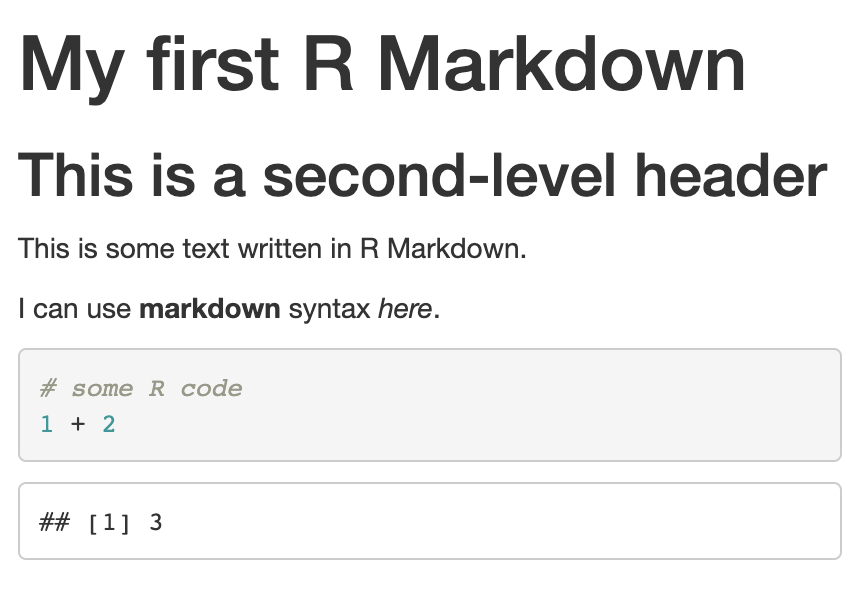 My first R Markdown
This is a second-level header
This is some text written in R Markdown.
I can use markdown syntax here.
# some R code
1 + 2
## [1] 3